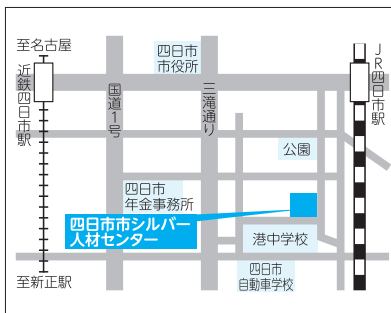 至名古屋
近鉄四日市駅
四日市
市役所
国道1号
三滝通り
JR四日市駅
公園
四日市
年金事務所
四日市市シルバー
人材センター
港中学校
四日市
自動車学校
至新正駅